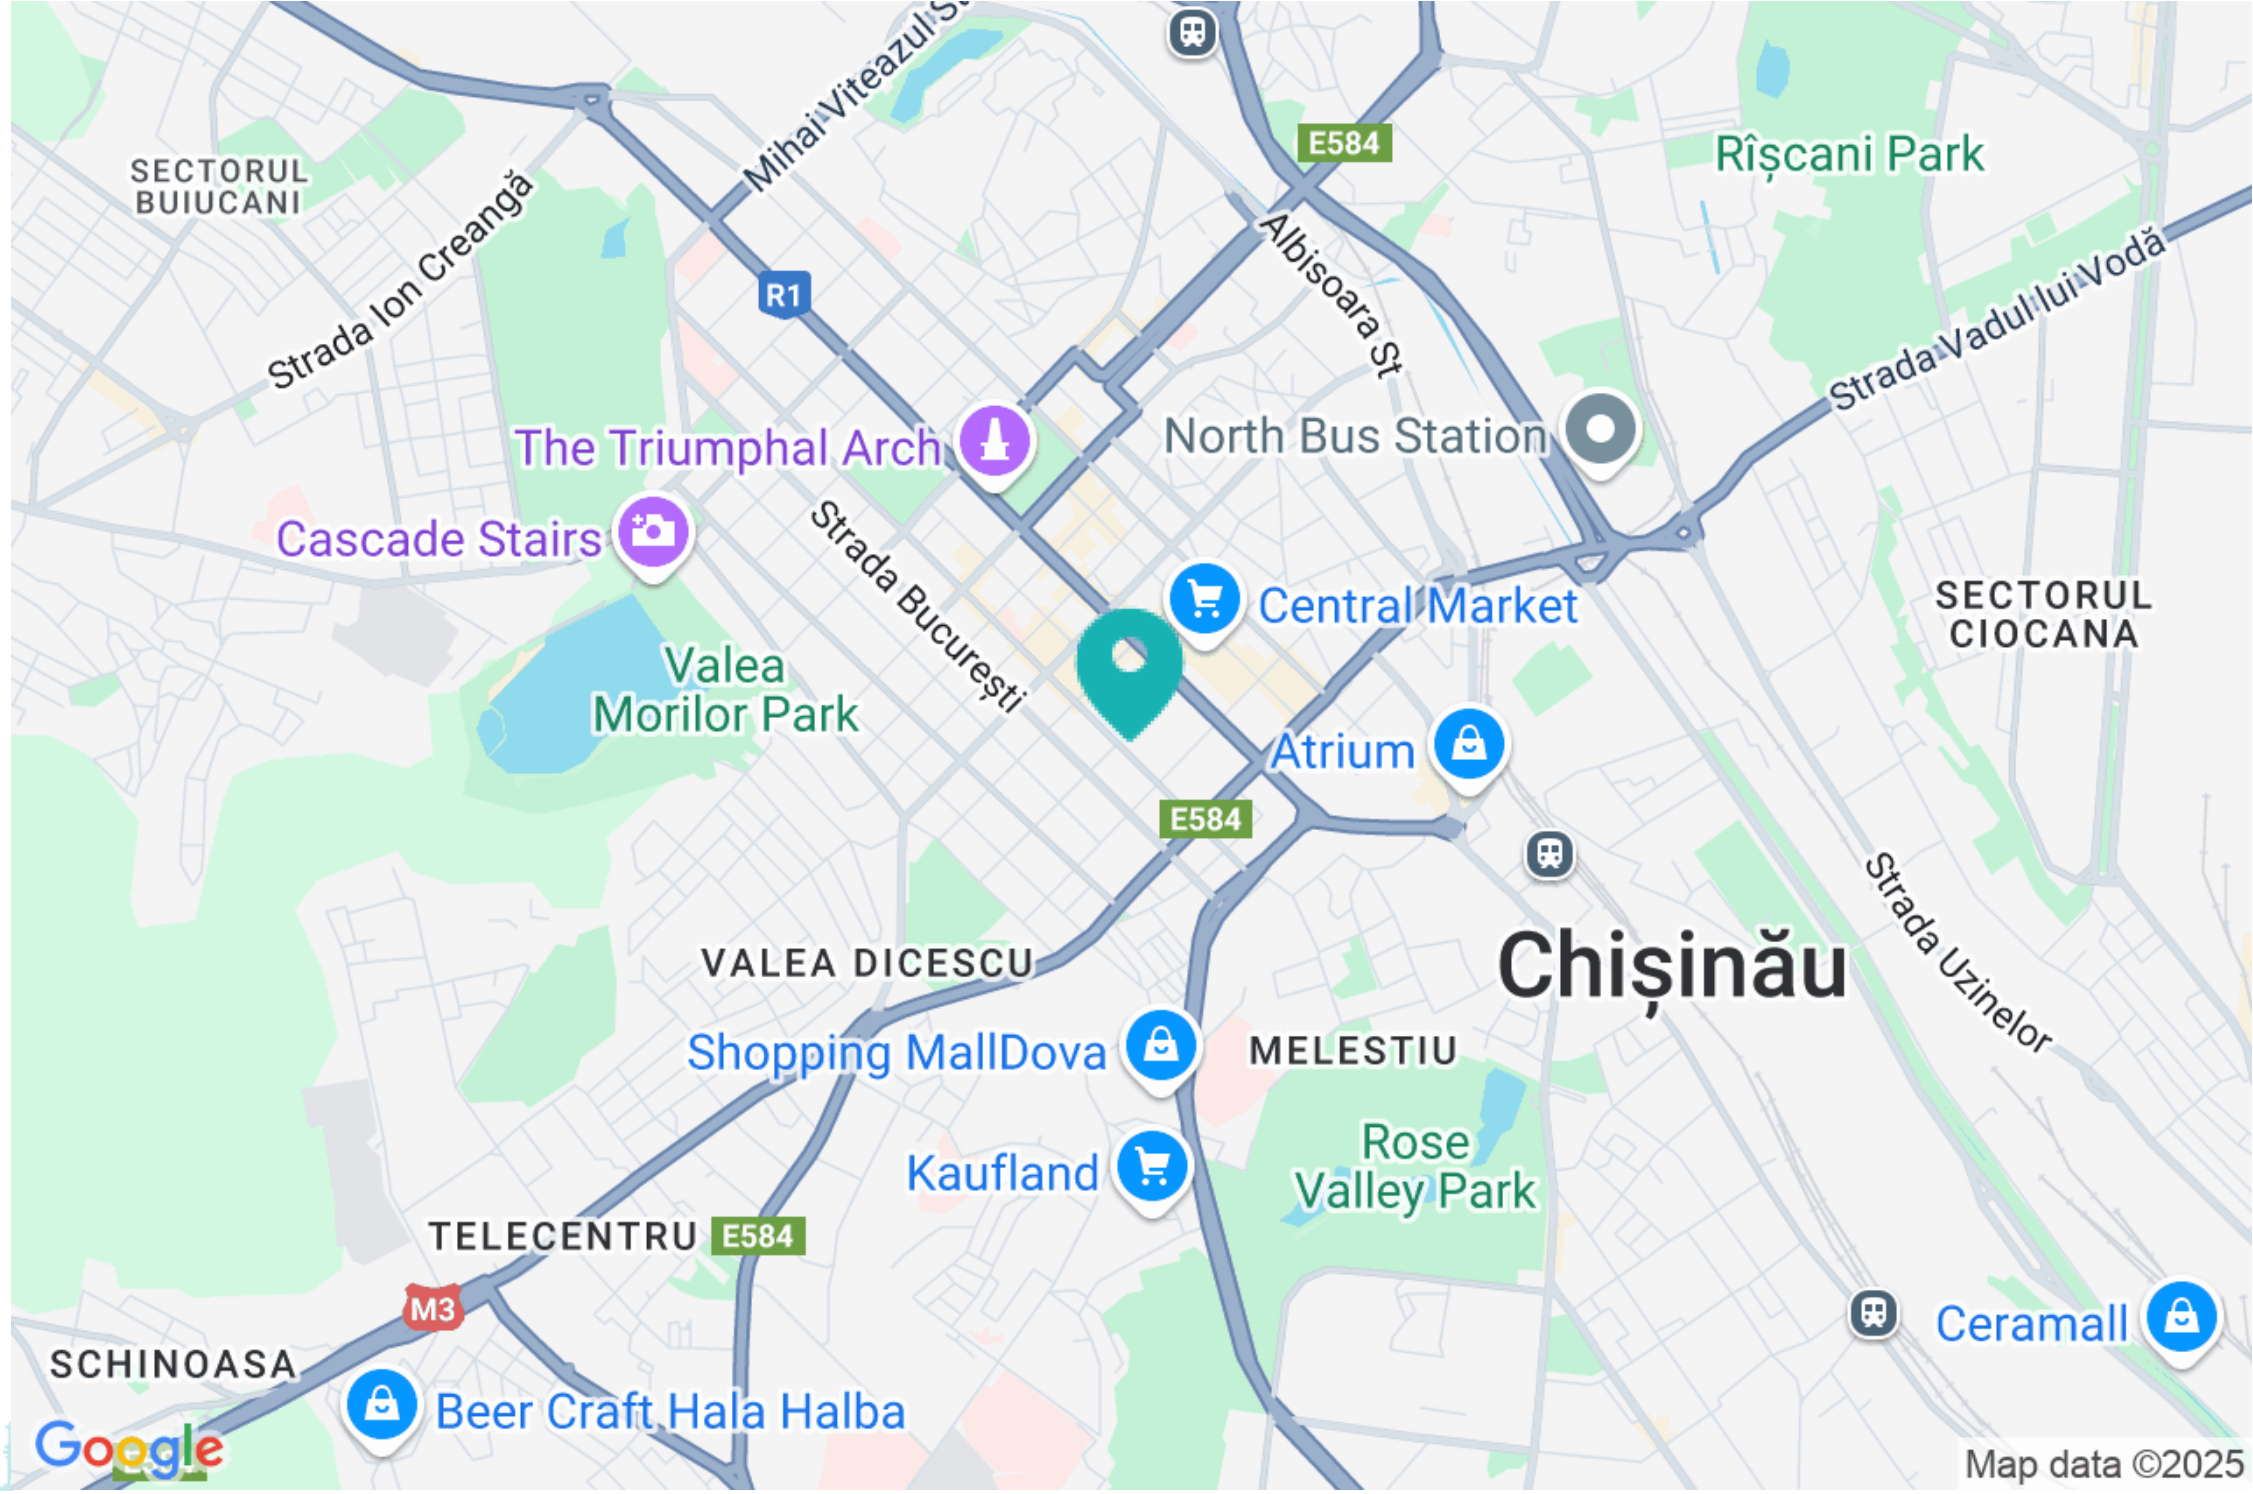 Mihai Viteazul St
E584
Rîșcani Park
SECTORUL
BUIUCANI
Strada Ion Creangă
R1
Albisoara St
Strada Vadul lui Vodă
The Triumphal Arch
North Bus Station
Cascade Stairs
Strada București
Central Market
SECTORUL
CIOCANA
Valea
Morilor Park
Atrium
E584
Strada Uzinelor
VALEA DICESCU
Chișinău
Shopping MallDova
MELESTIU
Kaufland
Rose
Valley Park
TELECENTRU
E584
M3
Ceramall
SCHINOASA
Beer Craft Hala Halba
Google
Map data ©2025